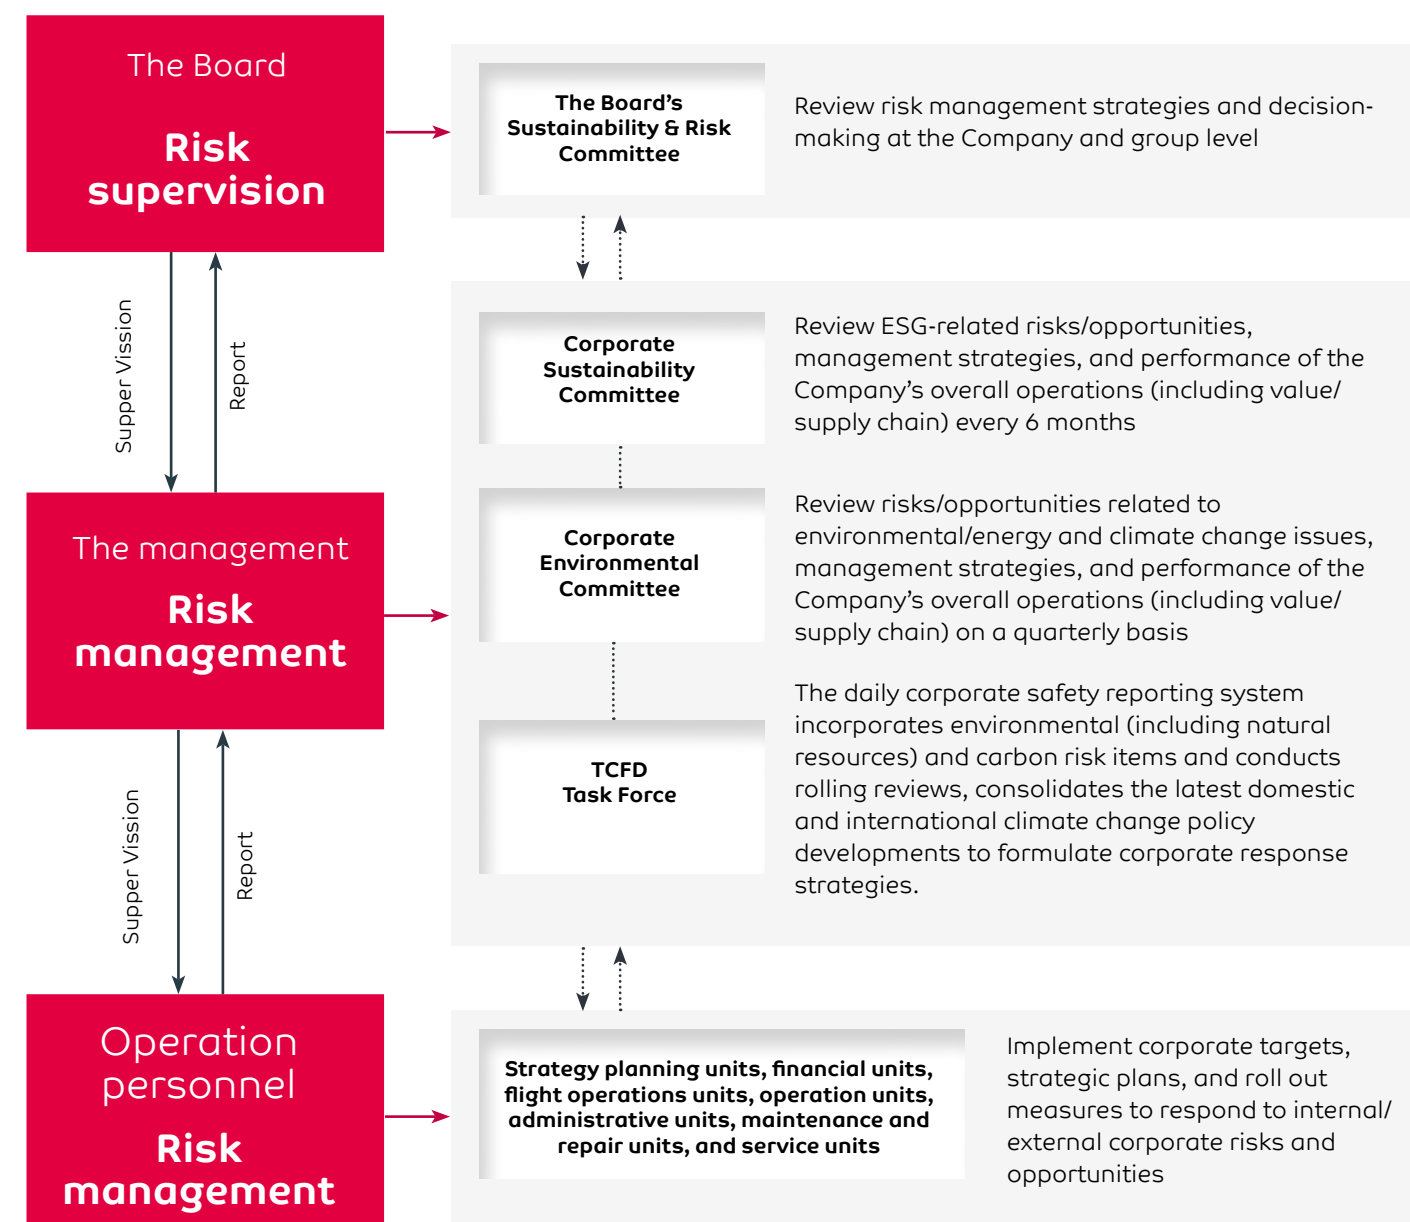 The Board
Risk
supervision
The Board's
Sustainability & Risk
Committee
Review risk management strategies and decision-
making at the Company and group level
Supper Vission
Report
Corporate
Sustainability
Committee
Review ESG-related risks/opportunities,
management strategies, and performance of the
Company's overall operations (including value/
supply chain) every 6 months
The management
Risk
management
Corporate
Environmental
Committee
Review risks/opportunities related to
environmental/energy and climate change issues,
management strategies, and performance of the
Company's overall operations (including value/
supply chain) on a quarterly basis
TCFD
Task Force
The daily corporate safety reporting system
incorporates environmental (including natural
resources) and carbon risk items and conducts
rolling reviews, consolidates the latest domestic
and international climate change policy
developments to formulate corporate response
strategies.
Supper Vission
Report
Operation
personnel
Risk
management
Strategy planning units, financial units,
flight operations units, operation units,
administrative units, maintenance and
repair units, and service units
Implement corporate targets,
strategic plans, and roll out
measures to respond to internal/
external corporate risks and
opportunities